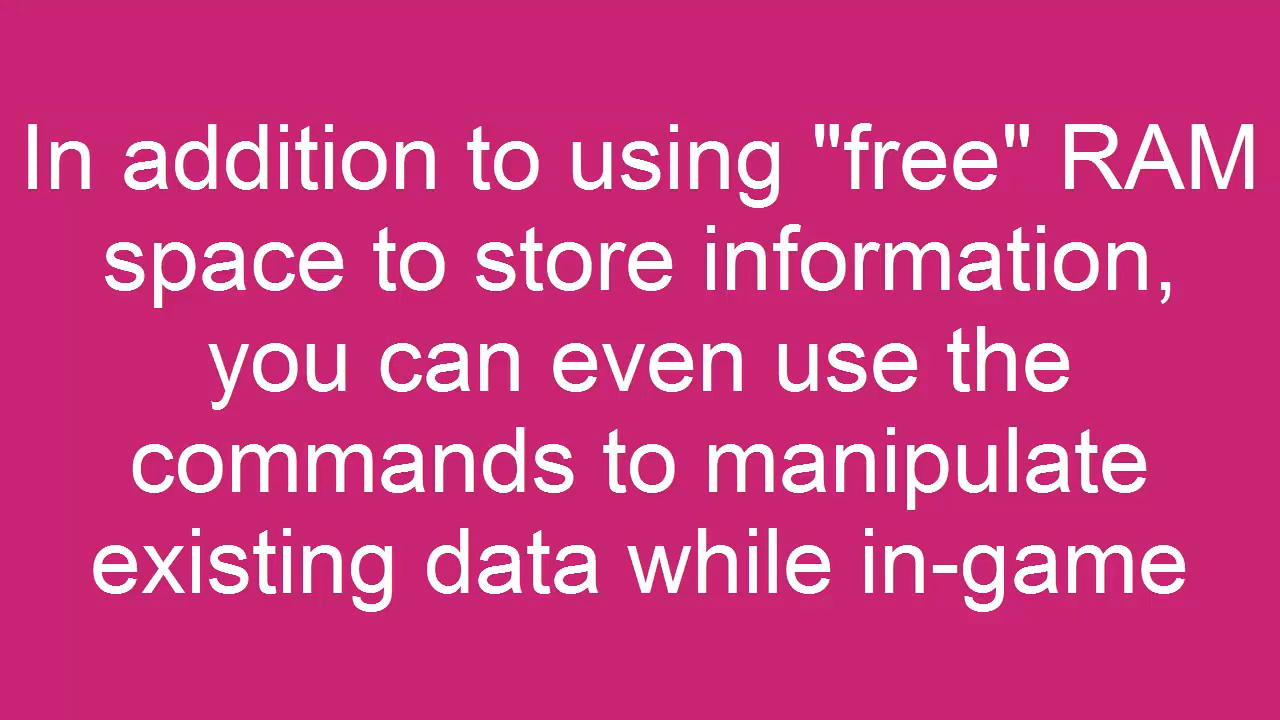 In addition to using "free" RAM
space to store information,
you can even use the
commands to manipulate
existing data while in-game